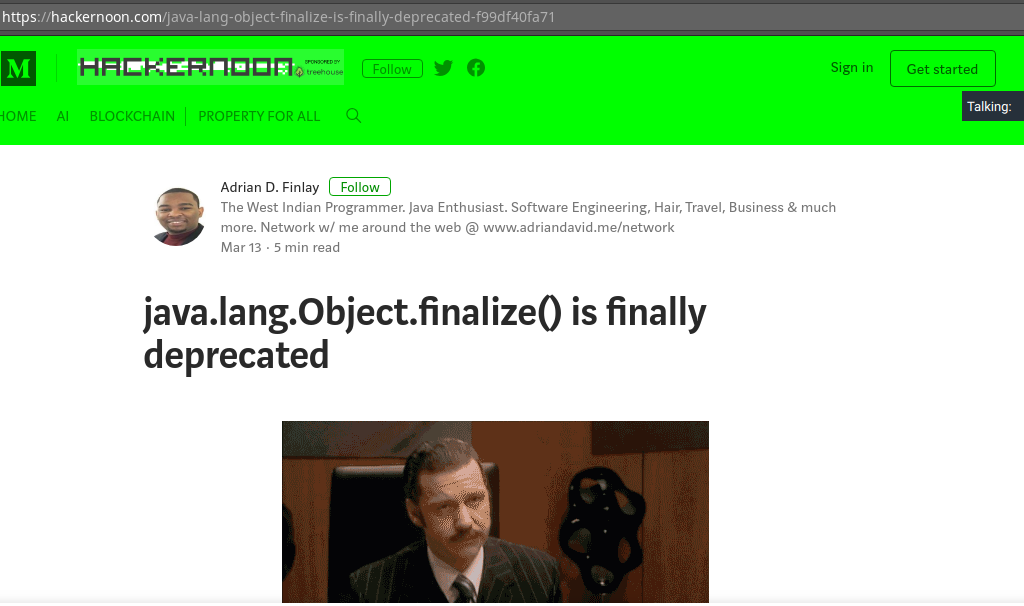 https://hackernoon.com/java-lang-object-finalize-is-finally-deprecated-f99df40fa71
M HACKERNOON SPONSORED BY treehouse Follow Sign in Get started
HOME AI BLOCKCHAIN PROPERTY FOR ALL
Talking:
Adrian D. Finlay Follow
The West Indian Programmer. Java Enthusiast. Software Engineering, Hair, Travel, Business & much
more. Network w/ me around the web @ www.adriandavid.me/network
Mar 13 · 5 min read
java.lang.Object.finalize() is finally
deprecated